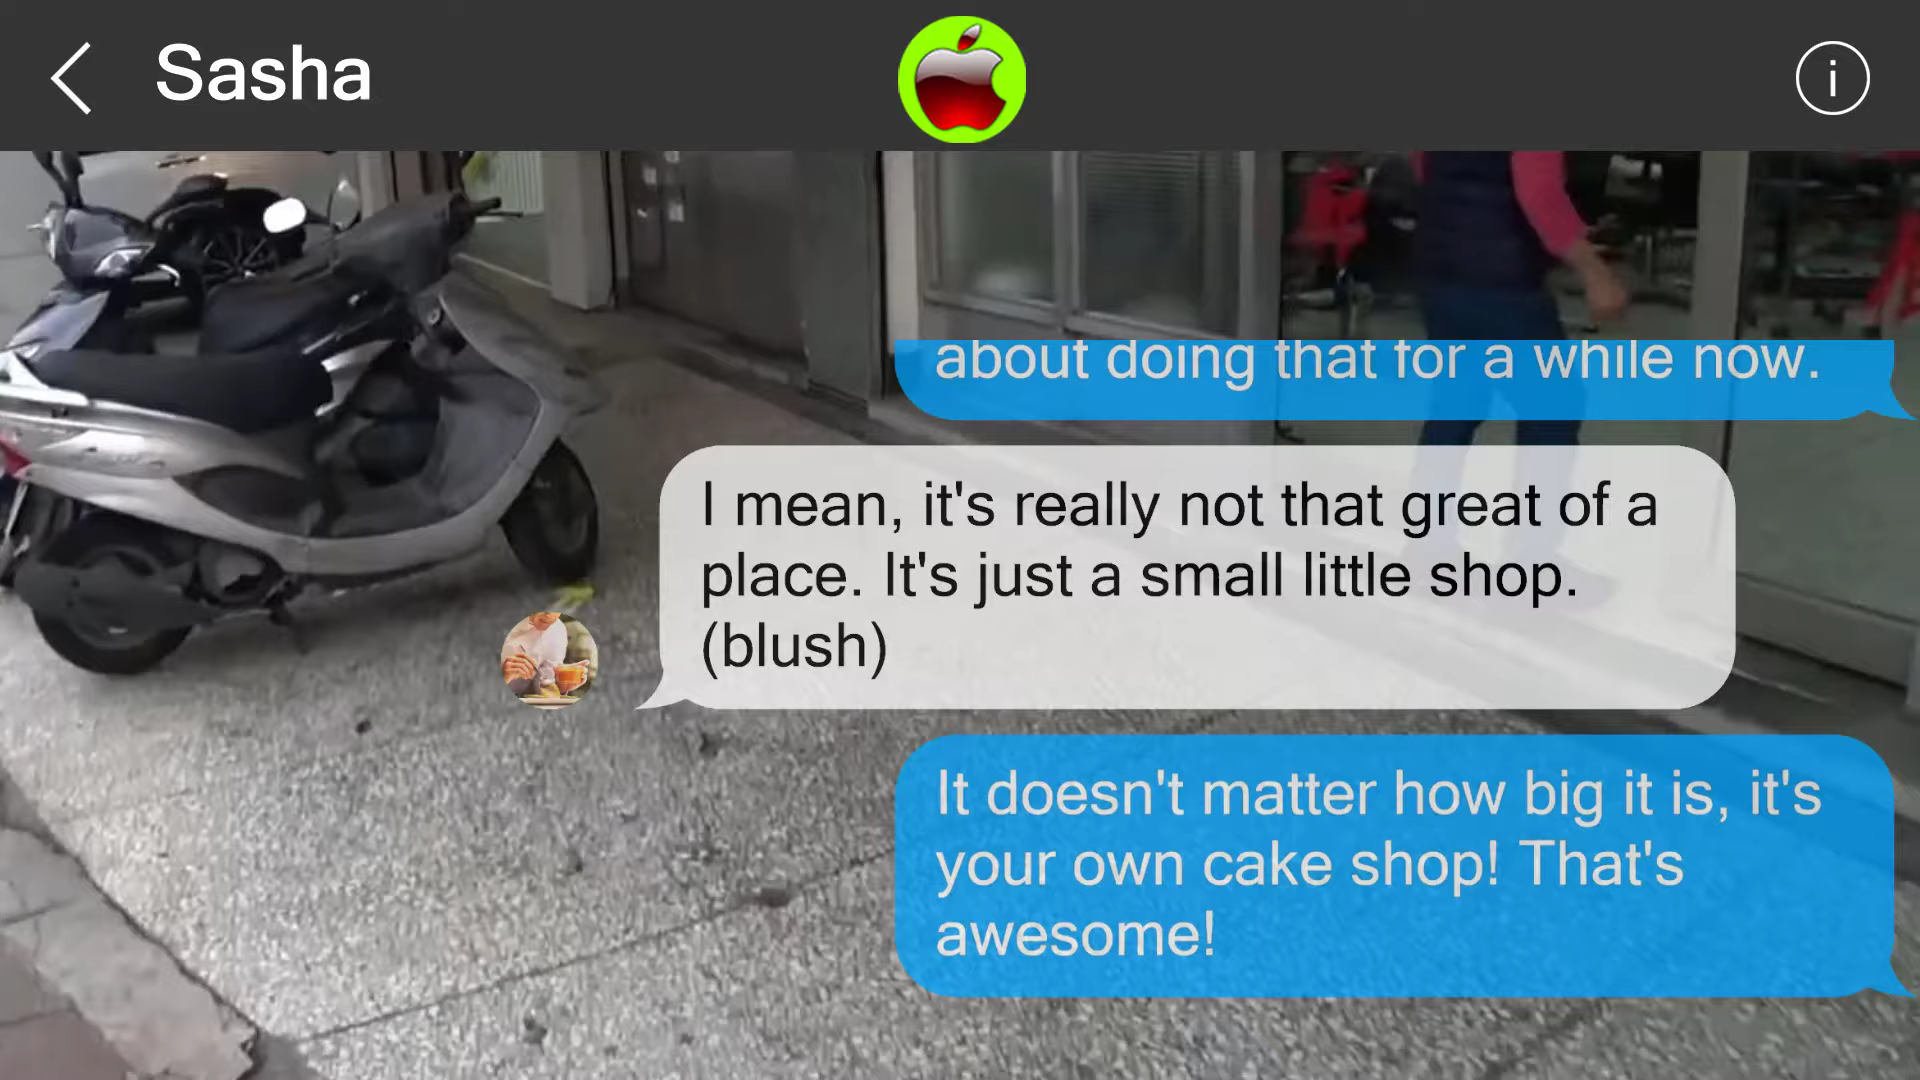 Sasha
about doing that for a while now.
I mean, it's really not that great of a
place. It's just a small little shop.
(blush)
It doesn't matter how big it is, it's
your own cake shop! That's
awesome!